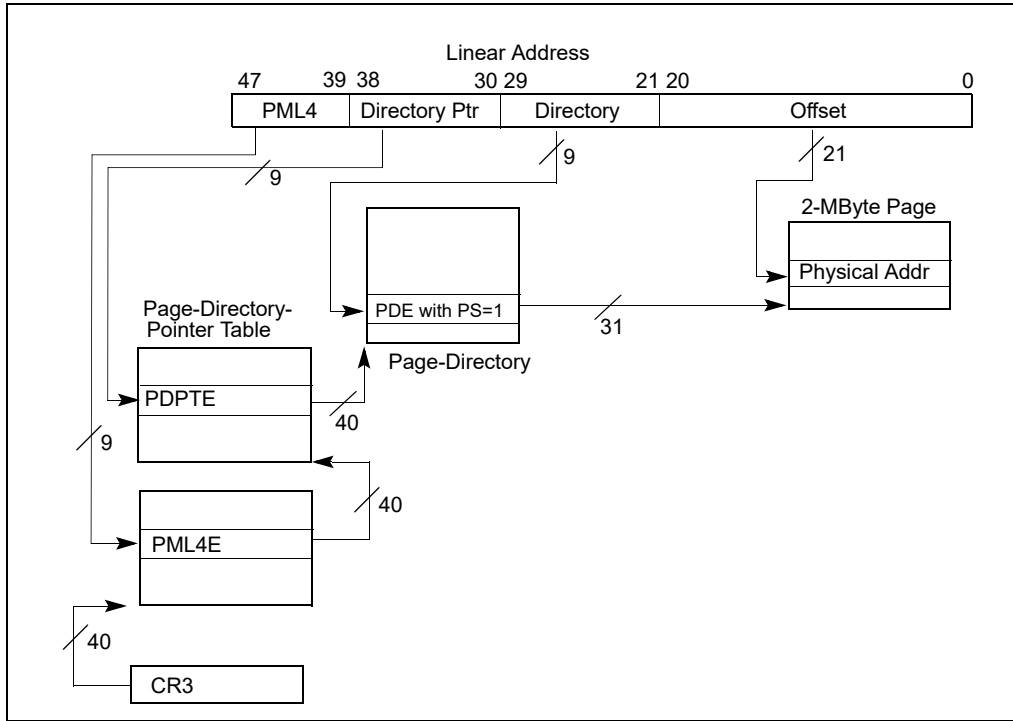 Linear Address
47 39 38 30 29 21 20 0
PML4 Directory Ptr Directory Offset
9
9
21
2-MByte Page
Physical Addr
PDE with PS=1
31
Page-Directory-
Pointer Table
Page-Directory
PDPTE
40
9
40
PML4E
40
CR3